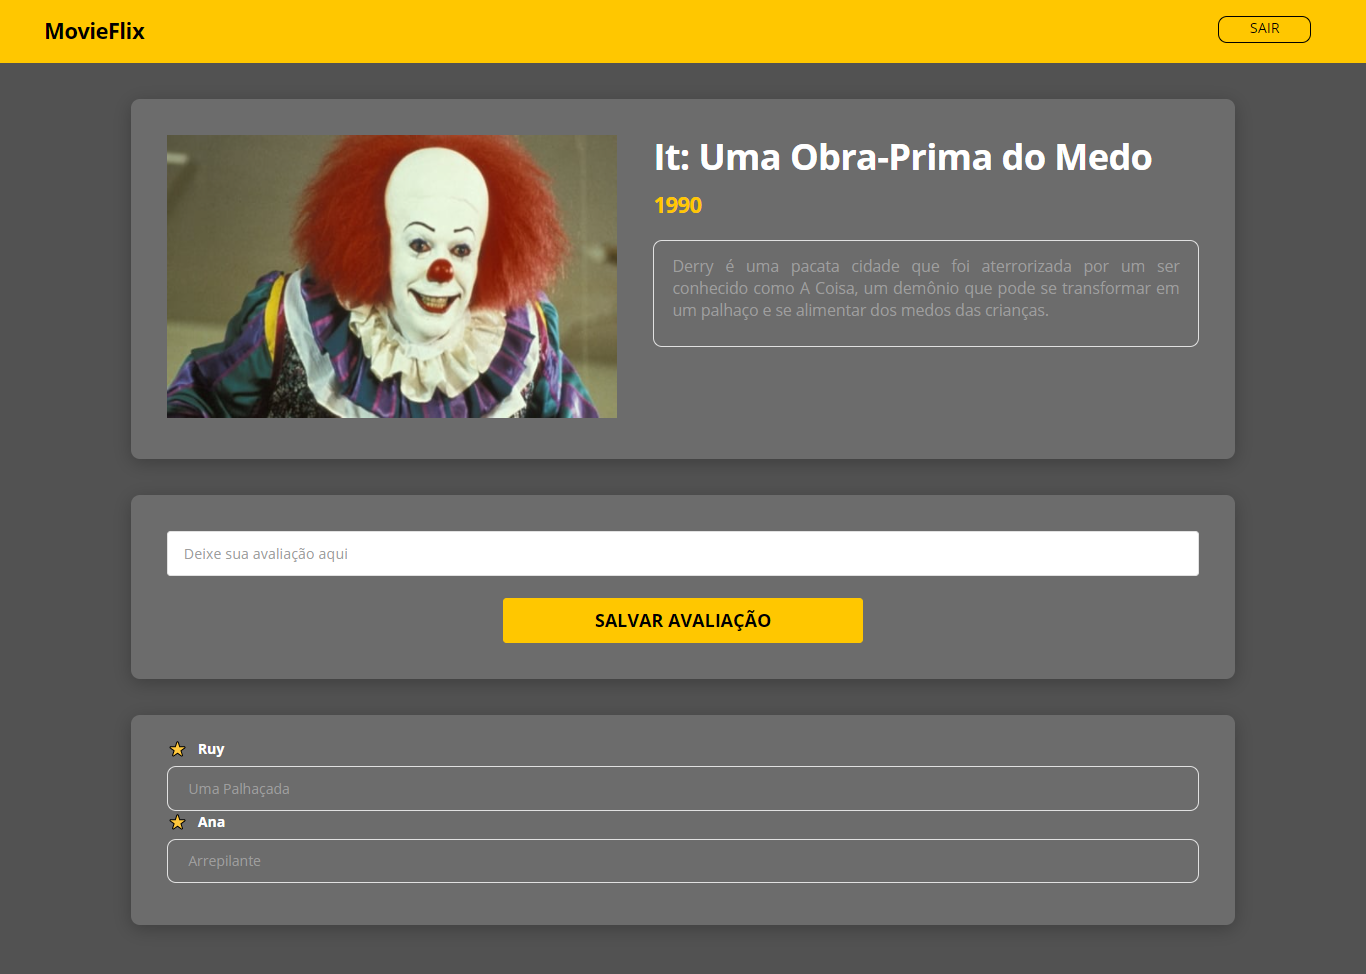 MovieFlix
SAIR
It: Uma Obra-Prima do Medo
1990
Derry é uma pacata cidade que foi aterrorizada por um ser
conhecido como A Coisa, um demônio que pode se transformar em
um palhaço e se alimentar dos medos das crianças.
Deixe sua avaliação aqui
SALVAR AVALIAÇÃO
Ruy
Uma Palhaçada
Ana
Arrepilante